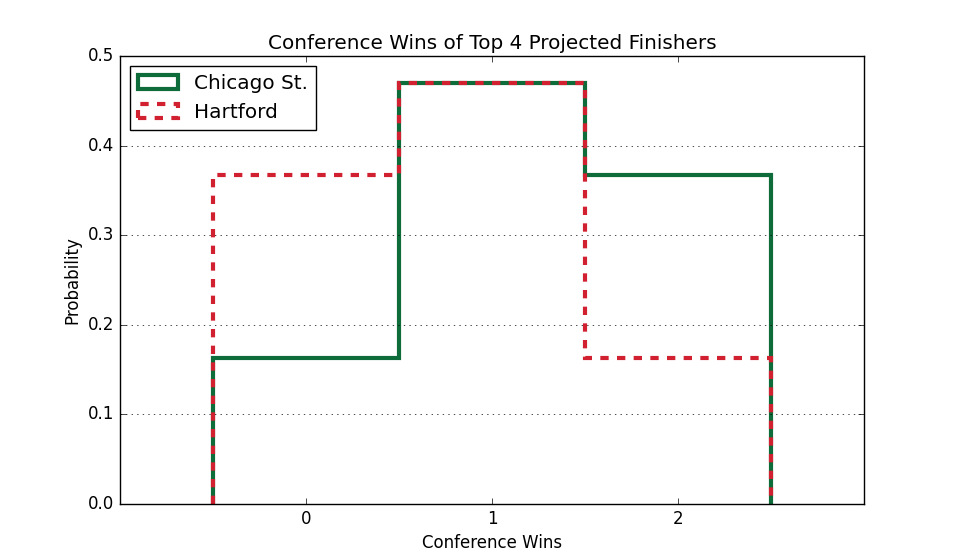 Conference Wins of Top 4 Projected Finishers
Chicago St.
Hartford
0.5
0.4
0.3
0.2
0.1
0.0
Probability
0 1 2
Conference Wins